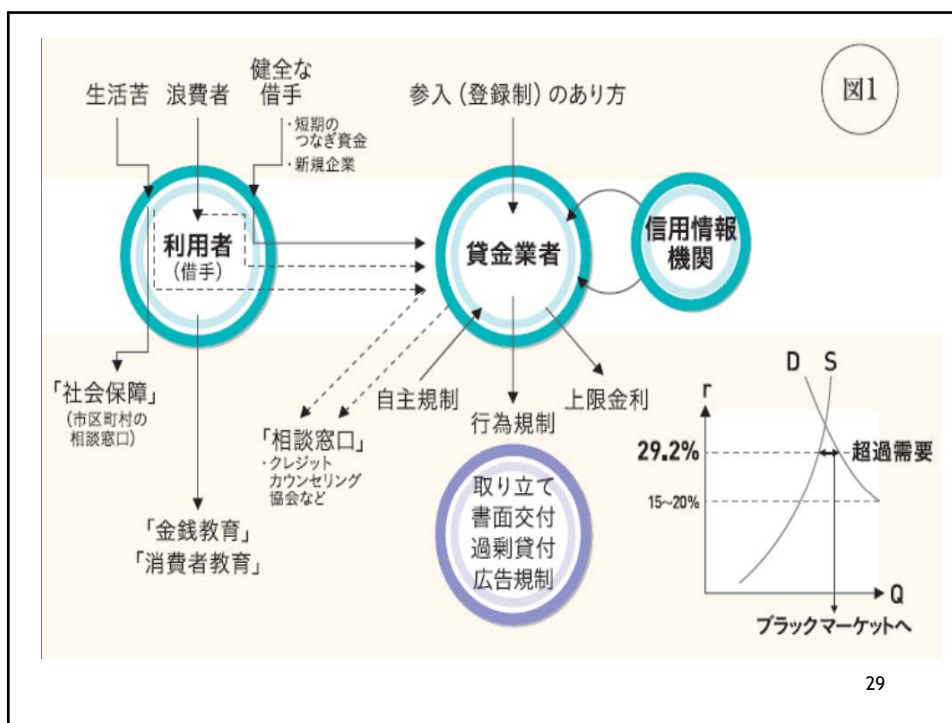 図1
生活苦
浪費者
健全な
借手
・短期の
つなぎ資金
・新規企業
参入（登録制）のあり方
利用者
（借手）
貸金業者
信用情報
機関
「社会保障」
（市区町村の
相談窓口）
「金銭教育」
「消費者教育」
「相談窓口」
・クレジット
カウンセリング
協会など
自主規制
行為規制
上限金利
取り立て
書面交付
過剰貸付
広告規制
D S
r
29.2%
超過需要
15～20%
Q
ブラックマーケットへ
29